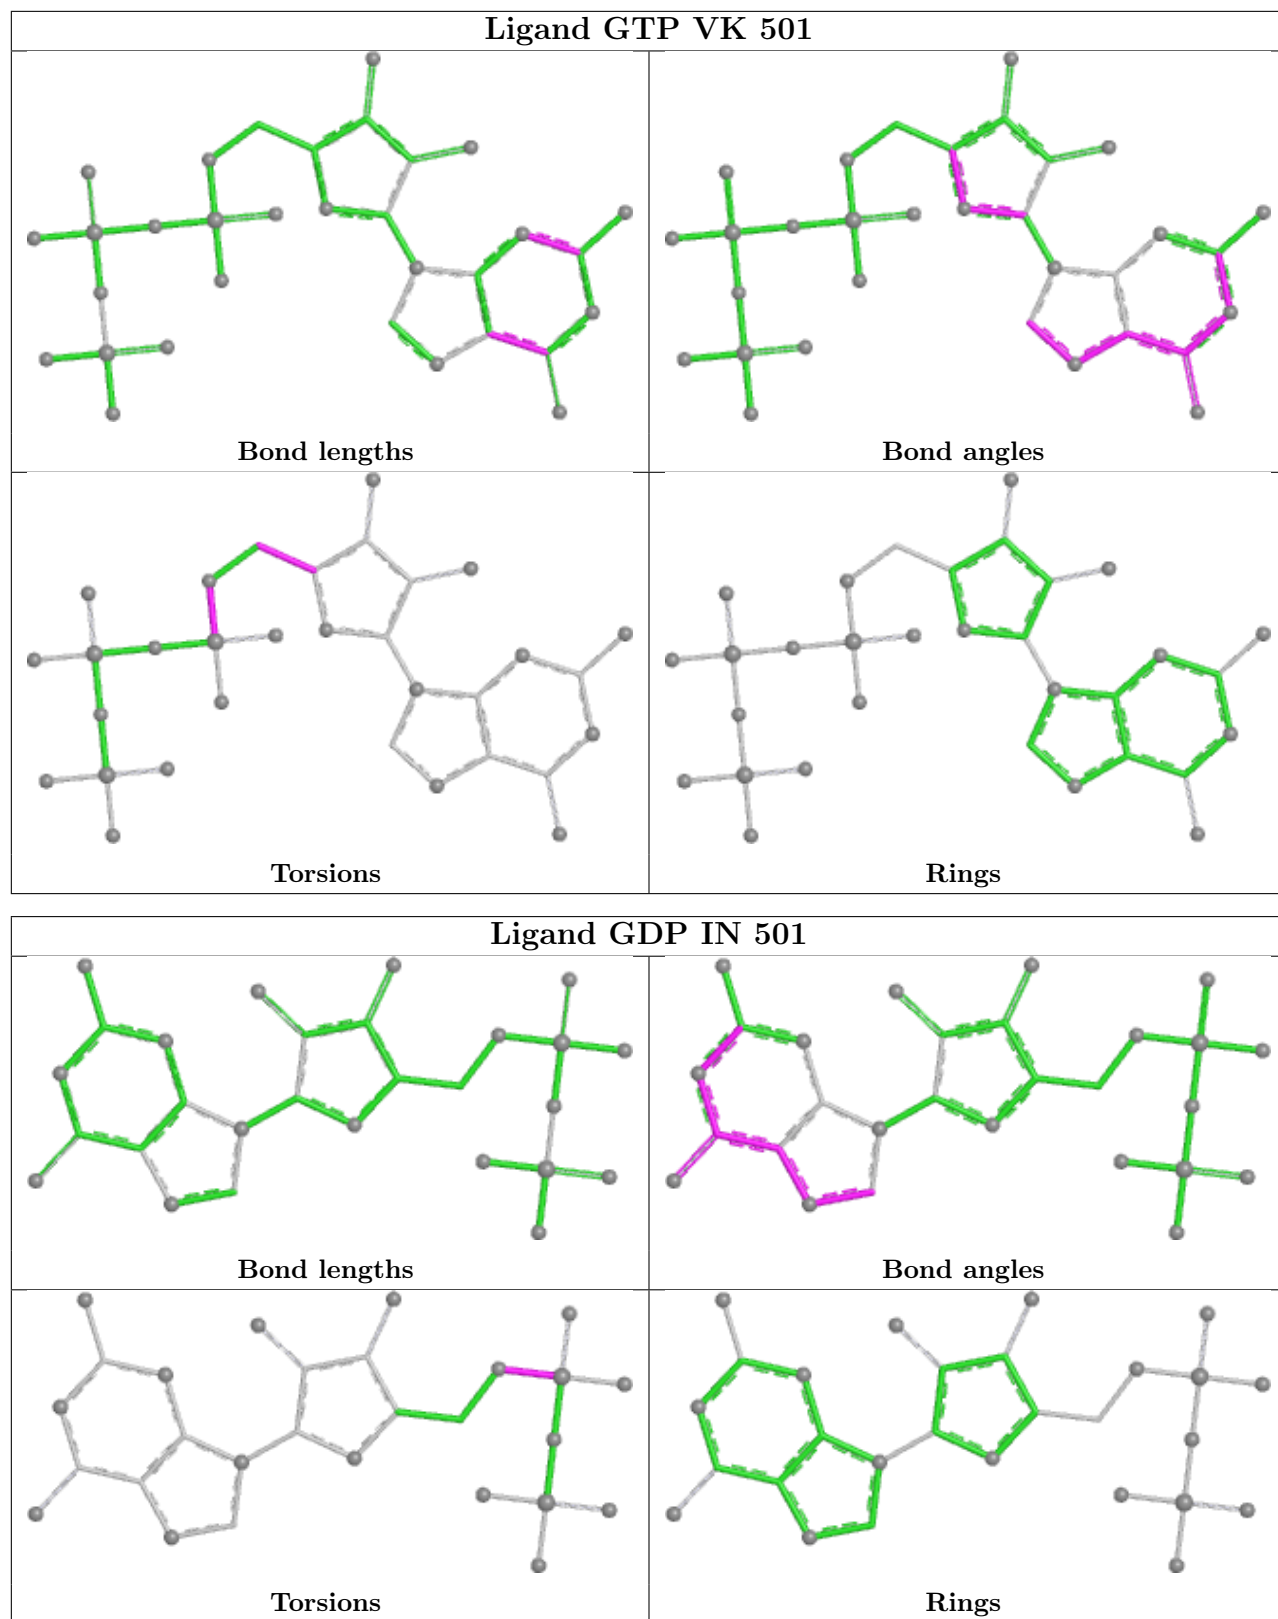 Ligand GTP VK 501
Bond lengths
Bond angles
Torsions
Rings
Ligand GDP IN 501
Bond lengths
Bond angles
Torsions
Rings